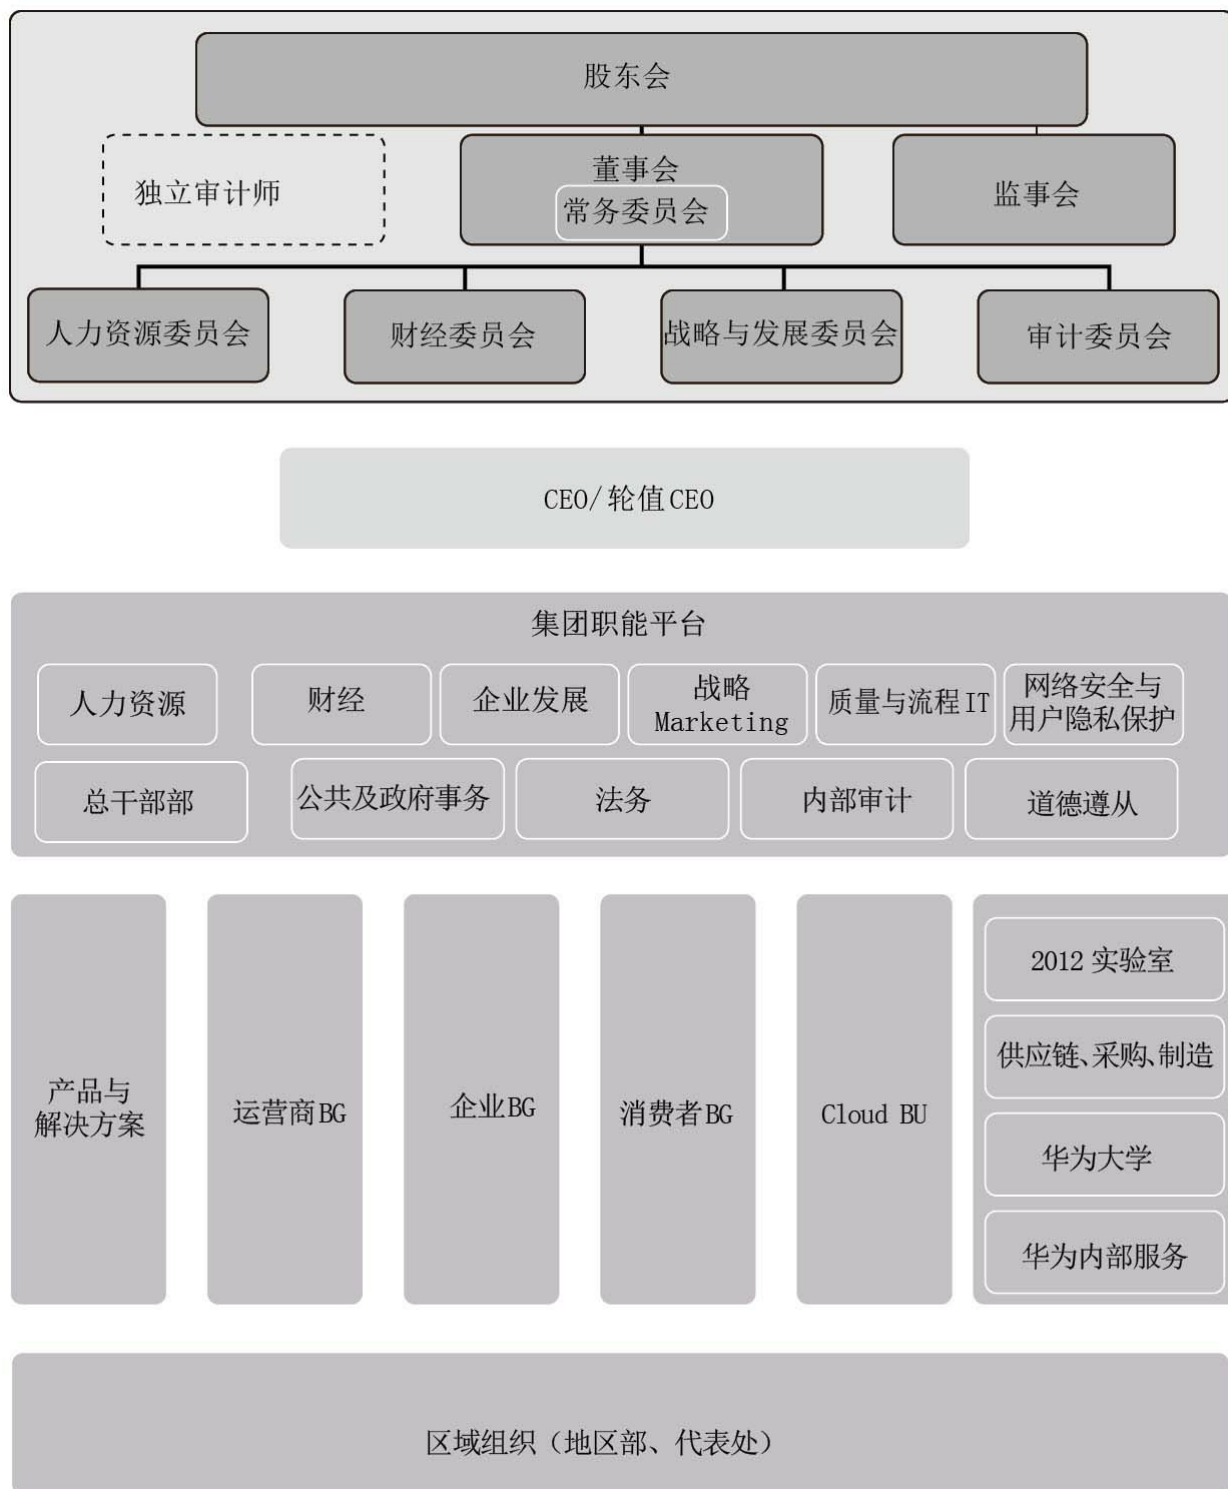 股东会
独立审计师
董事会
常务委员会
监事会
人力资源委员会
财经委员会
战略与发展委员会
审计委员会
CEO/轮值CEO
集团职能平台
人力资源
财经
企业发展
战略
Marketing
质量与流程IT
网络安全与
用户隐私保护
总干部部
公共及政府事务
法务
内部审计
道德遵从
产品与
解决方案
运营商BG
企业BG
消费者BG
Cloud BU
2012 实验室
供应链、采购、制造
华为大学
华为内部服务
区域组织（地区部、代表处）